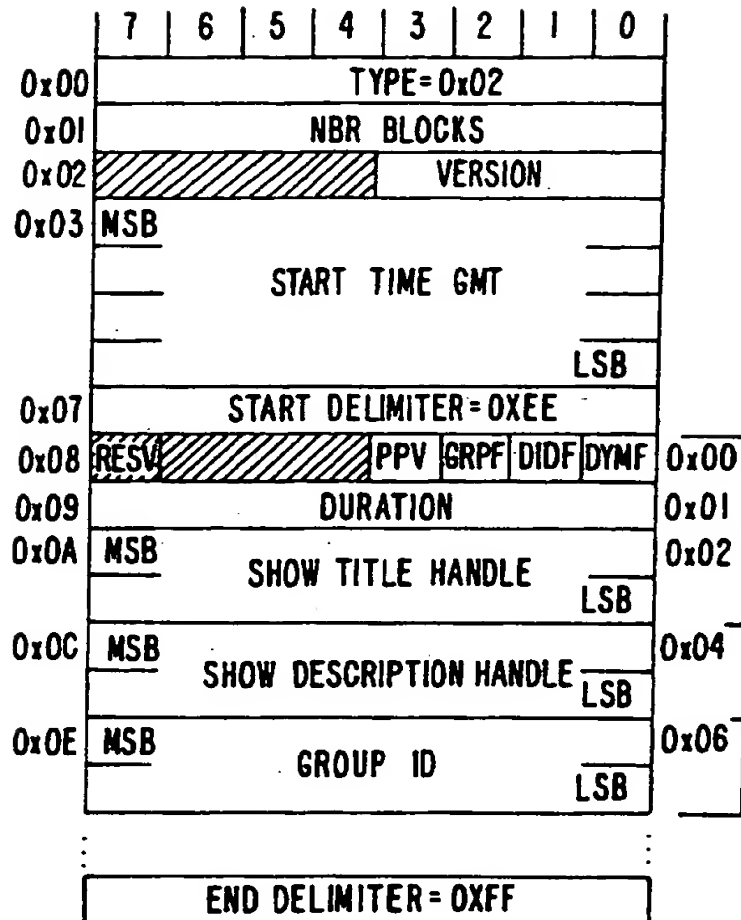 7 6 5 4 3 2 1 0
0x00 TYPE=0x02
0x01 NBR BLOCKS
0x02 VERSION
0x03 MSB
START TIME GMT
LSB
0x07 START DELIMITER=0XEE
0x08 RESV PPV GRPF DIDF DYMF 0x00
0x09 DURATION 0x01
0x0A MSB 0x02
SHOW TITLE HANDLE
LSB
0x0C MSB 0x04
SHOW DESCRIPTION HANDLE
LSB
0x0E MSB 0x06
GROUP ID
LSB
END DELIMITER=0XFF